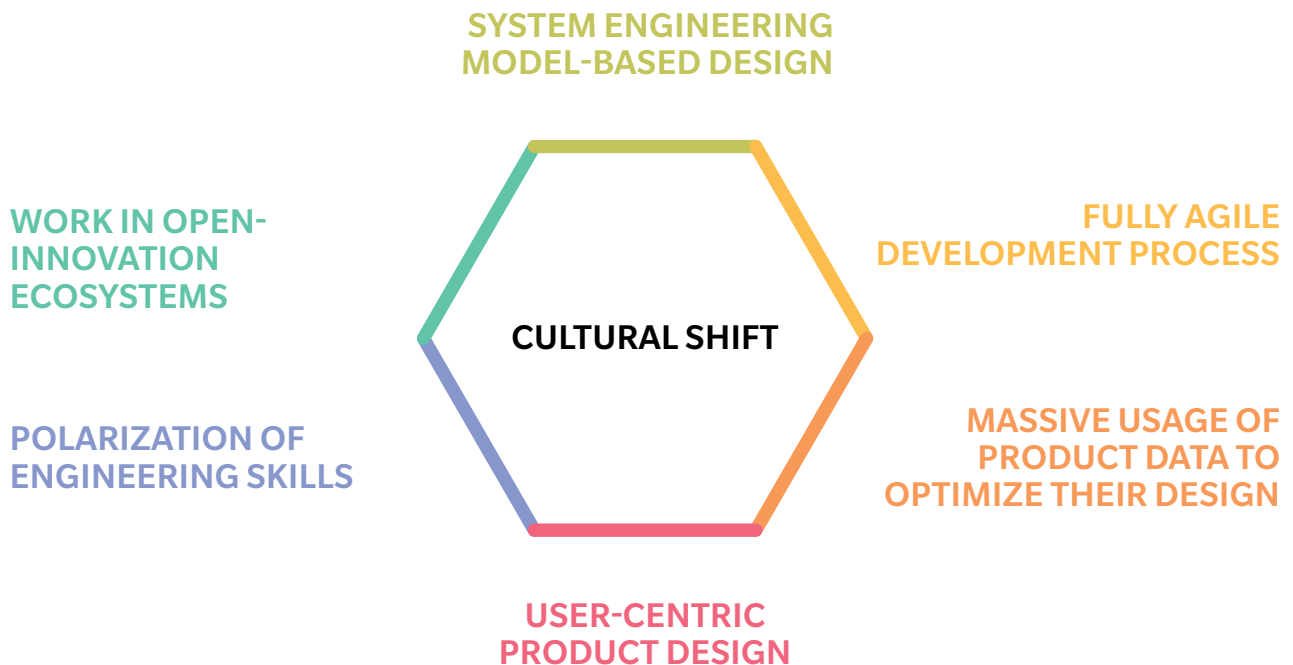 SYSTEM ENGINEERING
MODEL-BASED DESIGN
WORK IN OPEN-
INNOVATION
ECOSYSTEMS
FULLY AGILE
DEVELOPMENT PROCESS
CULTURAL SHIFT
POLARIZATION OF
ENGINEERING SKILLS
MASSIVE USAGE OF
PRODUCT DATA TO
OPTIMIZE THEIR DESIGN
USER-CENTRIC
PRODUCT DESIGN